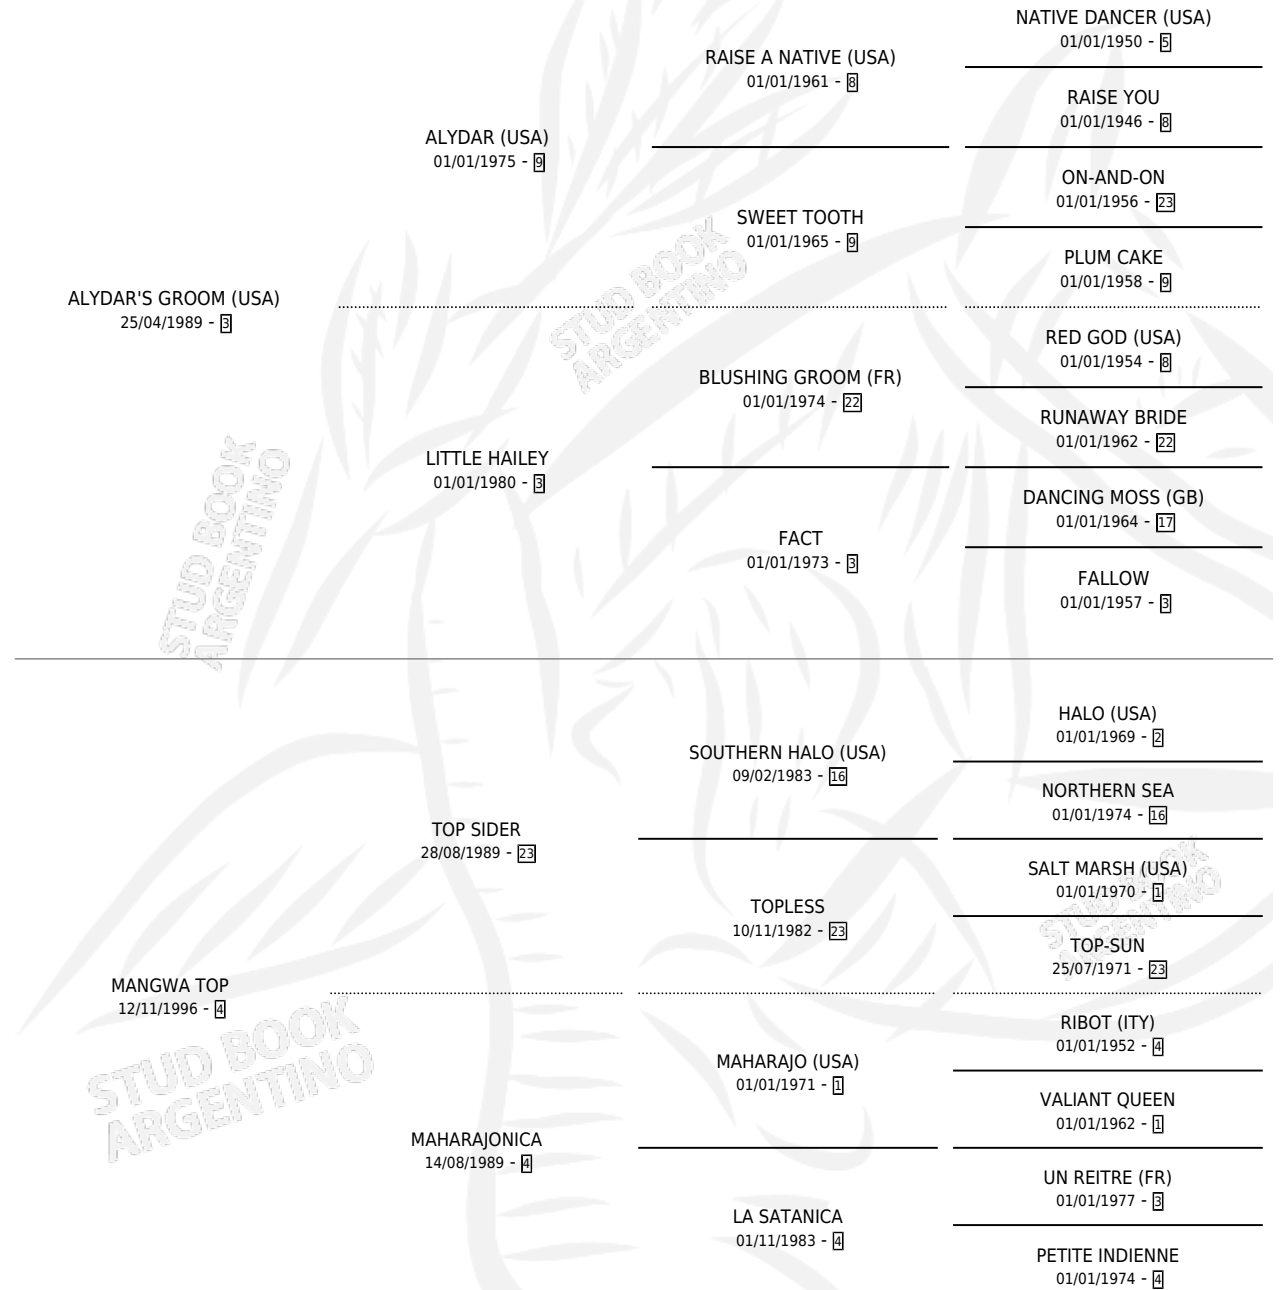 NATIVE DANCER (USA)
01/01/1950 - 5
RAISE A NATIVE (USA)
01/01/1961 - 8
RAISE YOU
01/01/1946 - 8
ALYDAR (USA)
01/01/1975 - 9
ON-AND-ON
01/01/1956 - 23
SWEET TOOTH
01/01/1965 - 9
PLUM CAKE
01/01/1958 - 9
ALYDAR'S GROOM (USA)
25/04/1989 - 3
RED GOD (USA)
01/01/1954 - 8
BLUSHING GROOM (FR)
01/01/1974 - 22
RUNAWAY BRIDE
01/01/1962 - 22
LITTLE HAILEY
01/01/1980 - 3
DANCING MOSS (GB)
01/01/1964 - 17
FACT
01/01/1973 - 3
FALLOW
01/01/1957 - 3
HALO (USA)
01/01/1969 - 2
SOUTHERN HALO (USA)
09/02/1983 - 16
NORTHERN SEA
01/01/1974 - 16
TOP SIDER
28/08/1989 - 23
SALT MARSH (USA)
01/01/1970 - 1
TOPLESS
10/11/1982 - 23
TOP-SUN
25/07/1971 - 23
MANGWA TOP
12/11/1996 - 4
RIBOT (ITY)
01/01/1952 - 4
MAHARAJO (USA)
01/01/1971 - 1
VALIANT QUEEN
01/01/1962 - 1
MAHARAJONICA
14/08/1989 - 4
UN REITRE (FR)
01/01/1977 - 3
LA SATANICA
01/11/1983 - 4
PETITE INDIENNE
01/01/1974 - 4
STUD BOOK
ARGENTINO
STUD BOOK
ARGENTINO
STUD BOOK
ARGENTINO
STUD BOOK
ARGENTINO